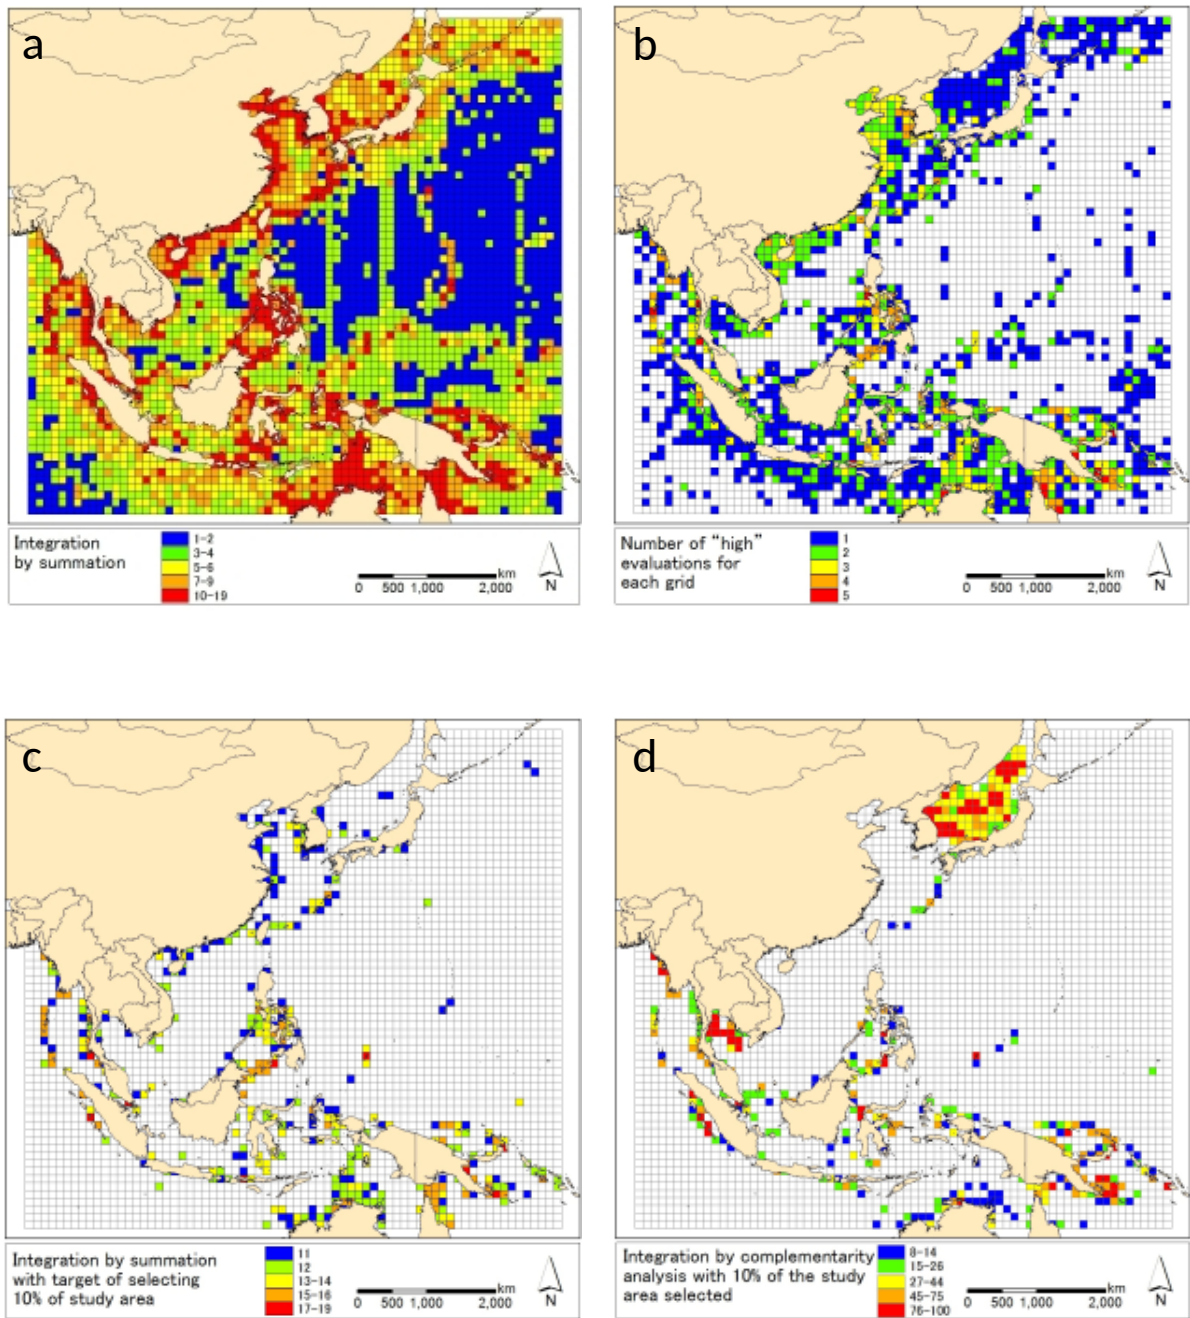 a
Integration
by summation
1-2
3-4
5-6
7-9
10-19
km
0 500 1,000 2,000
N
b
Number of "high"
evaluations for
each grid
1
2
3
4
5
km
0 500 1,000 2,000
N
c
Integration by summation
with target of selecting
10% of study area
11
12
13-14
15-16
17-19
km
0 500 1,000 2,000
N
d
Integration by complementarity
analysis with 10% of the study
area selected
8-14
15-26
27-44
45-75
76-100
km
0 500 1,000 2,000
N